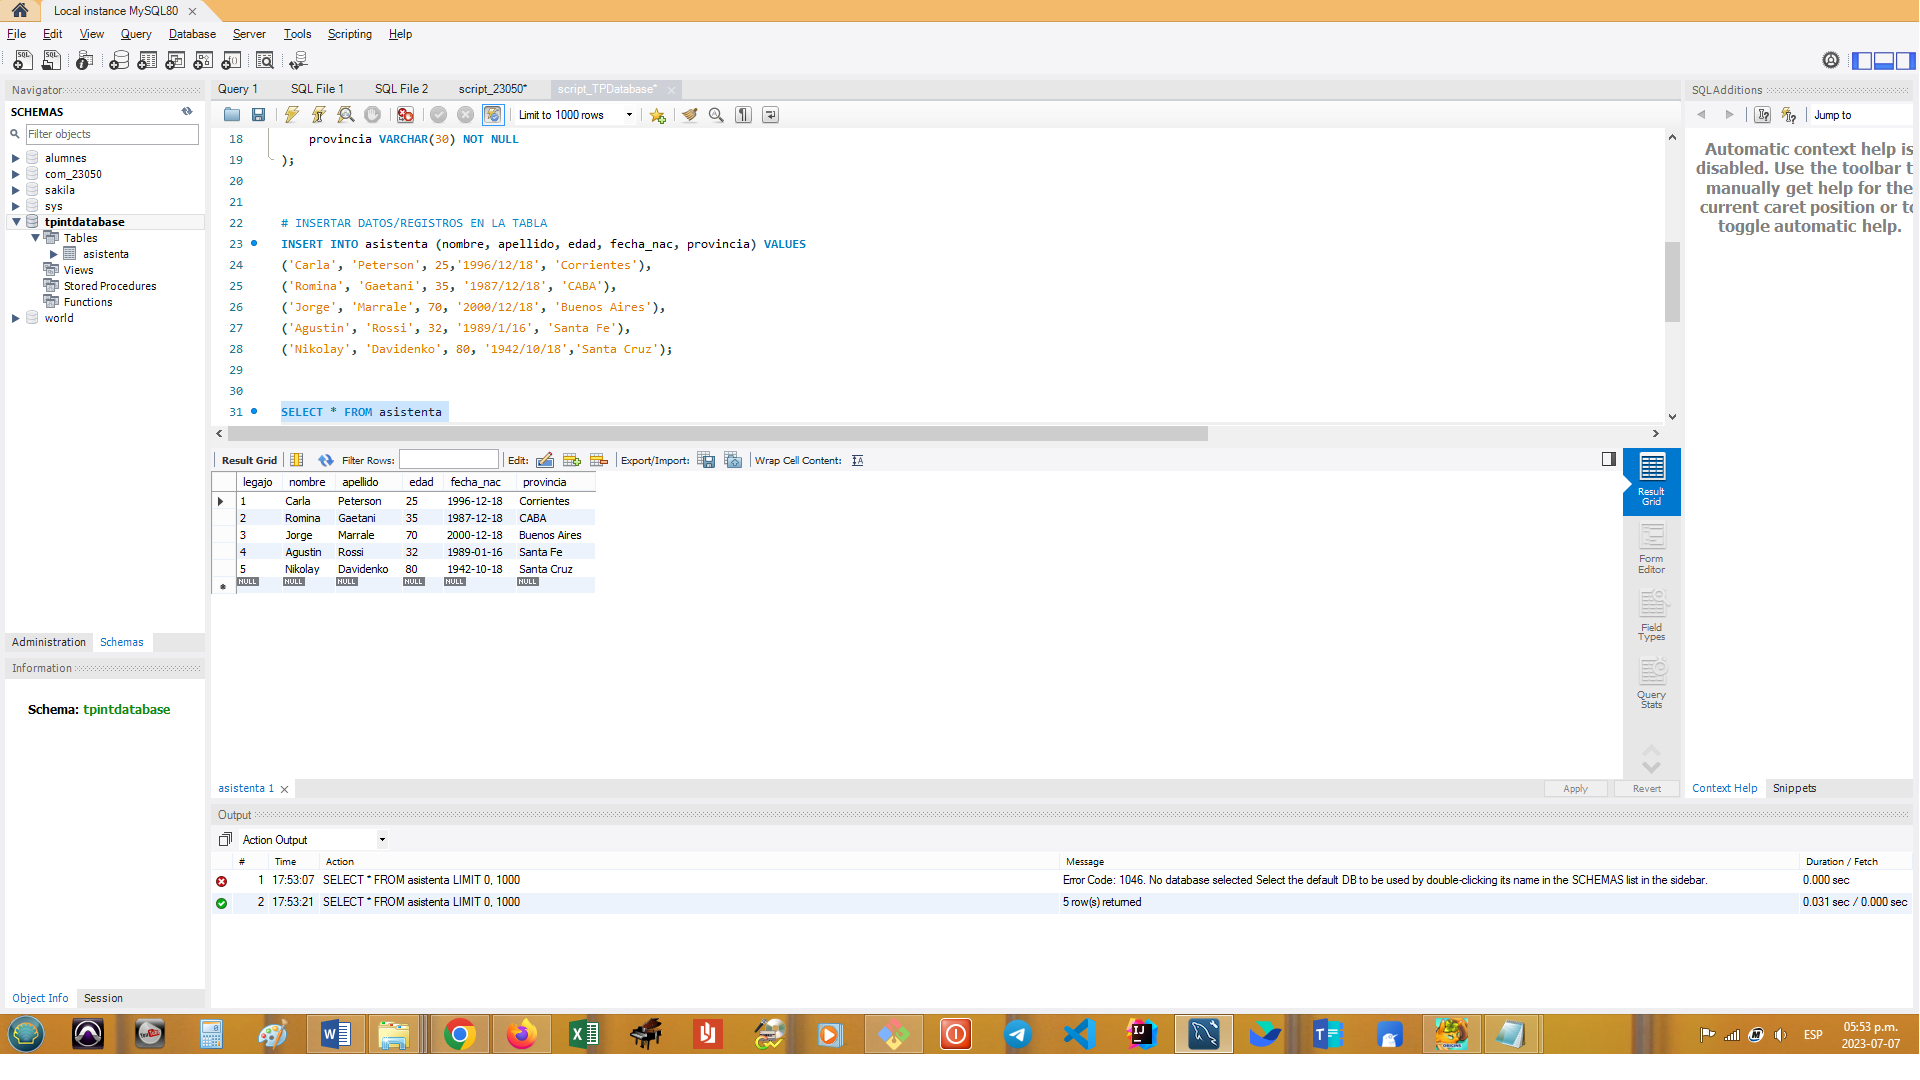 Local instance MySQL80
File Edit View Query Database Server Tools Scripting Help
Navigator
SCHEMAS
Filter objects
alumnes
com_23050
sakila
sys
tpintdatabase
Tables
asistenta
Views
Stored Procedures
Functions
world
Administration Schemas
Information
Schema: tpintdatabase
Object Info Session
Query 1 SQL File 1 SQL File 2 script_23050* script_TPDatabase*
Limit to 1000 rows
18 provincia VARCHAR(30) NOT NULL
19 );
20
21
22 # INSERTAR DATOS/REGISTROS EN LA TABLA
23 INSERT INTO asistenta (nombre, apellido, edad, fecha_nac, provincia) VALUES
24 ('Carla', 'Peterson', 25,'1996/12/18', 'Corrientes'),
25 ('Romina', 'Gaetani', 35, '1987/12/18', 'CABA'),
26 ('Jorge', 'Marrale', 70, '2000/12/18', 'Buenos Aires'),
27 ('Agustin', 'Rossi', 32, '1989/1/16', 'Santa Fe'),
28 ('Nikolay', 'Davidenko', 80, '1942/10/18','Santa Cruz');
29
30
31 SELECT * FROM asistenta
Result Grid Filter Rows: Edit: Export/Import: Wrap Cell Content:
legajo nombre apellido edad fecha_nac provincia
1 Carla Peterson 25 1996-12-18 Corrientes
2 Romina Gaetani 35 1987-12-18 CABA
3 Jorge Marrale 70 2000-12-18 Buenos Aires
4 Agustin Rossi 32 1989-01-16 Santa Fe
5 Nikolay Davidenko 80 1942-10-18 Santa Cruz
NULL NULL NULL NULL NULL NULL
Result
Grid
Form
Editor
Field
Types
Query
Stats
asistenta 1
Apply Revert
SQLAdditions
Jump to
Automatic context help is
disabled. Use the toolbar t
manually get help for the
current caret position or to
toggle automatic help.
Context Help Snippets
Output
Action Output
# Time Action Message Duration / Fetch
1 17:53:07 SELECT * FROM asistenta LIMIT 0, 1000 Error Code: 1046. No database selected Select the default DB to be used by double-clicking its name in the SCHEMAS list in the sidebar. 0.000 sec
2 17:53:21 SELECT * FROM asistenta LIMIT 0, 1000 5 row(s) returned 0.031 sec / 0.000 sec
ESP
05:53 p.m.
2023-07-07